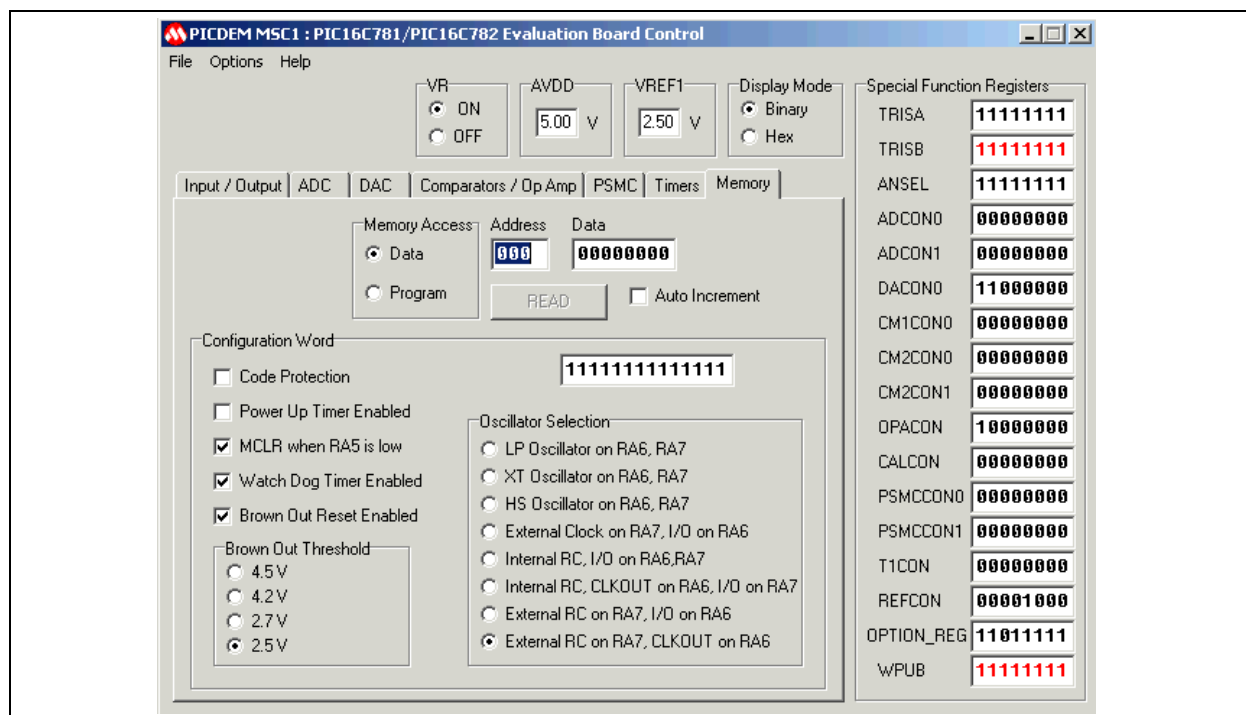 PICDEM MSC1 : PIC16C781/PIC16C782 Evaluation Board Control
File Options Help
VR
ON
OFF
AVDD
5.00 V
VREF1
2.50 V
Display Mode
Binary
Hex
Input / Output ADC DAC Comparators / Op Amp PSMC Timers Memory
Memory Access
Data
Program
Address
000
Data
00000000
READ
Auto Increment
Configuration Word
11111111111111
Code Protection
Power Up Timer Enabled
MCLR when RA5 is low
Watch Dog Timer Enabled
Brown Out Reset Enabled
Brown Out Threshold
4.5 V
4.2 V
2.7 V
2.5 V
Oscillator Selection
LP Oscillator on RA6, RA7
XT Oscillator on RA6, RA7
HS Oscillator on RA6, RA7
External Clock on RA7, I/O on RA6
Internal RC, I/O on RA6,RA7
Internal RC, CLKOUT on RA6, I/O on RA7
External RC on RA7, I/O on RA6
External RC on RA7, CLKOUT on RA6
Special Function Registers
TRISA 11111111
TRISB 11111111
ANSEL 11111111
ADCON0 00000000
ADCON1 00000000
DACON0 11000000
CM1CON0 00000000
CM2CON0 00000000
CM2CON1 00000000
OPACON 10000000
CALCON 00000000
PSMCCON0 00000000
PSMCCON1 00000000
T1CON 00000000
REFCON 00001000
OPTION_REG 11011111
WPUB 11111111